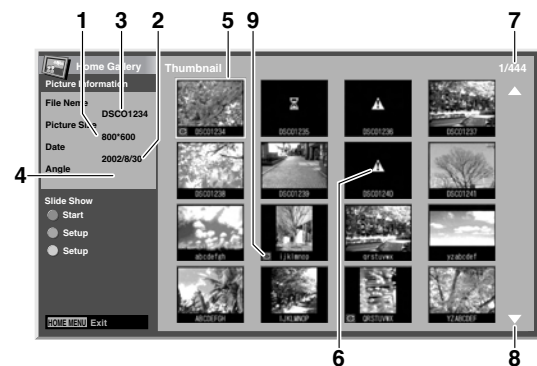 1 3 2 5 9 7
Home Gallery
Thumbnail
1/444
Picture Information
File Neme
DSCO1234
Picture Size
800*600
Date
2002/8/30
4
Angle
Slide Show
Start
Setup
Setup
HOME MENU Exit
DSC01234 DSC01235 DSC01236 DSC01237
DSC01238 DSC01239 DSC01240 DSC01241
abcdefgh ijklmnop qrstuvwx yzabcdef
ABCDEFGH IJKLMNOP QRSTUVWX YZABCDEF
6 8